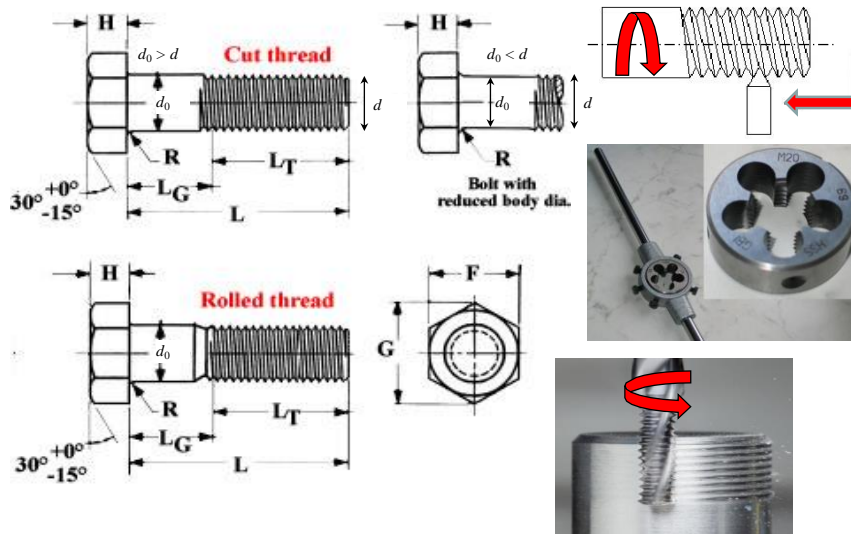 H
d₀ > d
Cut thread
d₀
d
R
L_T
30° +0°
-15°
L_G
L
H
d₀ < d
d₀
d
R
Bolt with
reduced body dia.
H
Rolled thread
d₀
R
L_T
30° +0°
-15°
L_G
L
F
G
M20
HSS